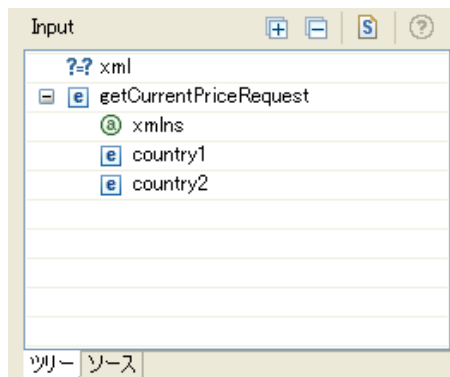 Input S ?
?=? xml
e getCurrentPriceRequest
a xmlns
e country1
e country2
ツリー ソース